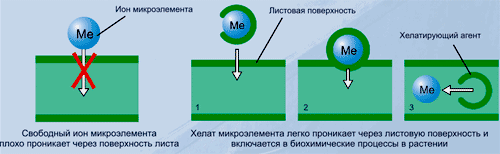 Ион микроэлемента
Листовая поверхность
Хелатирующий агент
Me
Me
Me
Me
1
2
3
Свободный ион микроэлемента
плохо проникает через поверхность листа
Хелат микроэлемента легко проникает через листовую поверхность и
включается в биохимические процессы в растении